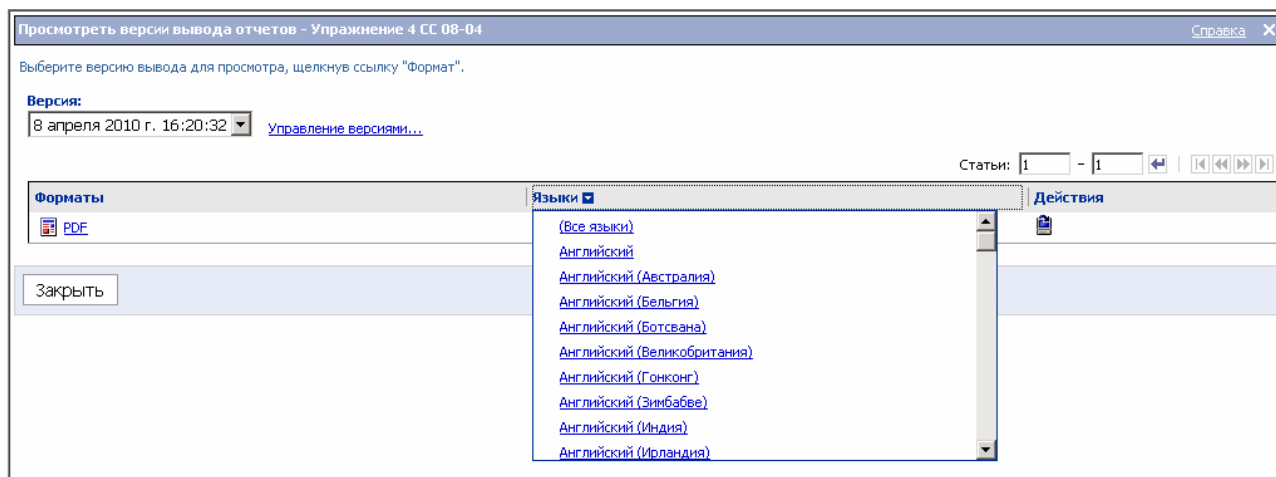 Просмотреть версии вывода отчетов - Упражнение 4 СС 08-04 Справка
Выберите версию вывода для просмотра, щелкнув ссылку "Формат".
Версия:
8 апреля 2010 г. 16:20:32 Управление версиями...
Статьи: 1 - 1
Форматы Языки Действия
PDF
(Все языки)
Английский
Английский (Австралия)
Английский (Бельгия)
Английский (Ботсвана)
Английский (Великобритания)
Английский (Гонконг)
Английский (Зимбабве)
Английский (Индия)
Английский (Ирландия)
Закрыть